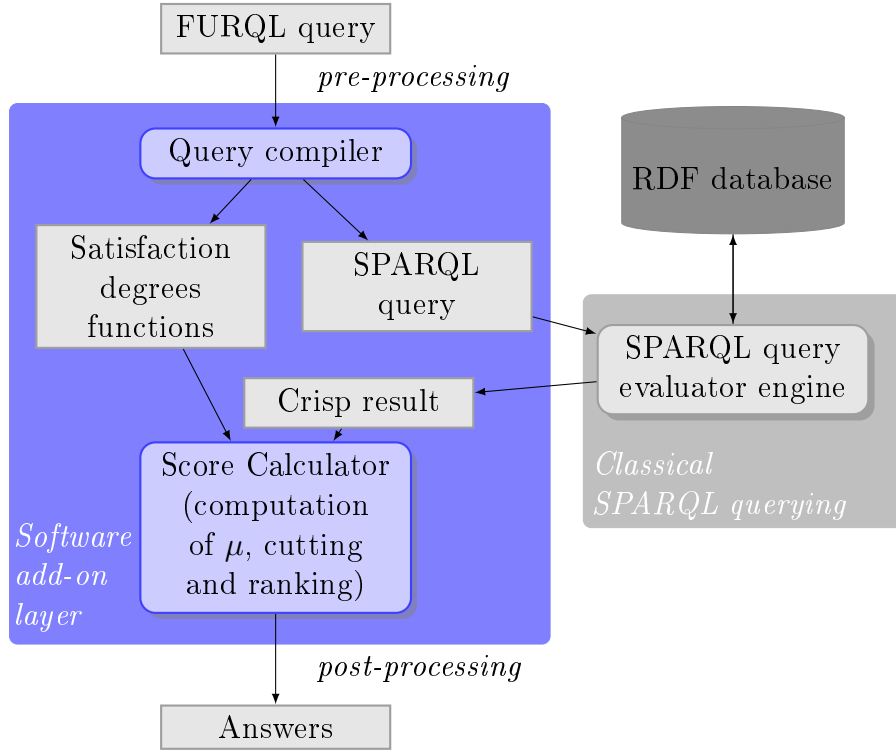 FURQL query
pre-processing
Query compiler
RDF database
Satisfaction
degrees
functions
SPARQL
query
SPARQL query
evaluator engine
Crisp result
Classical
SPARQL querying
Score Calculator
(computation
of μ, cutting
and ranking)
Software
add-on
layer
post-processing
Answers